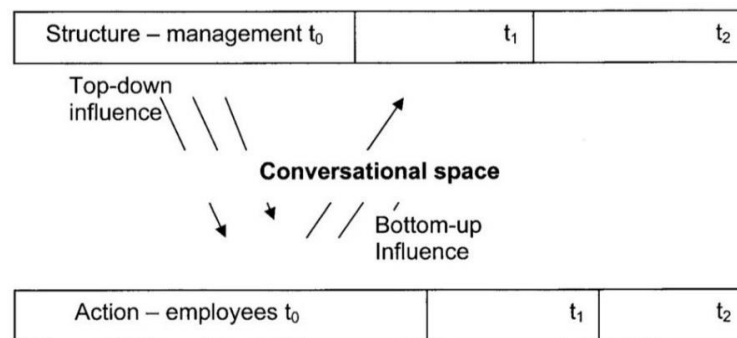 Structure – management t₀ t₁ t₂
Top-down
influence
Conversational space
Bottom-up
Influence
Action – employees t₀ t₁ t₂